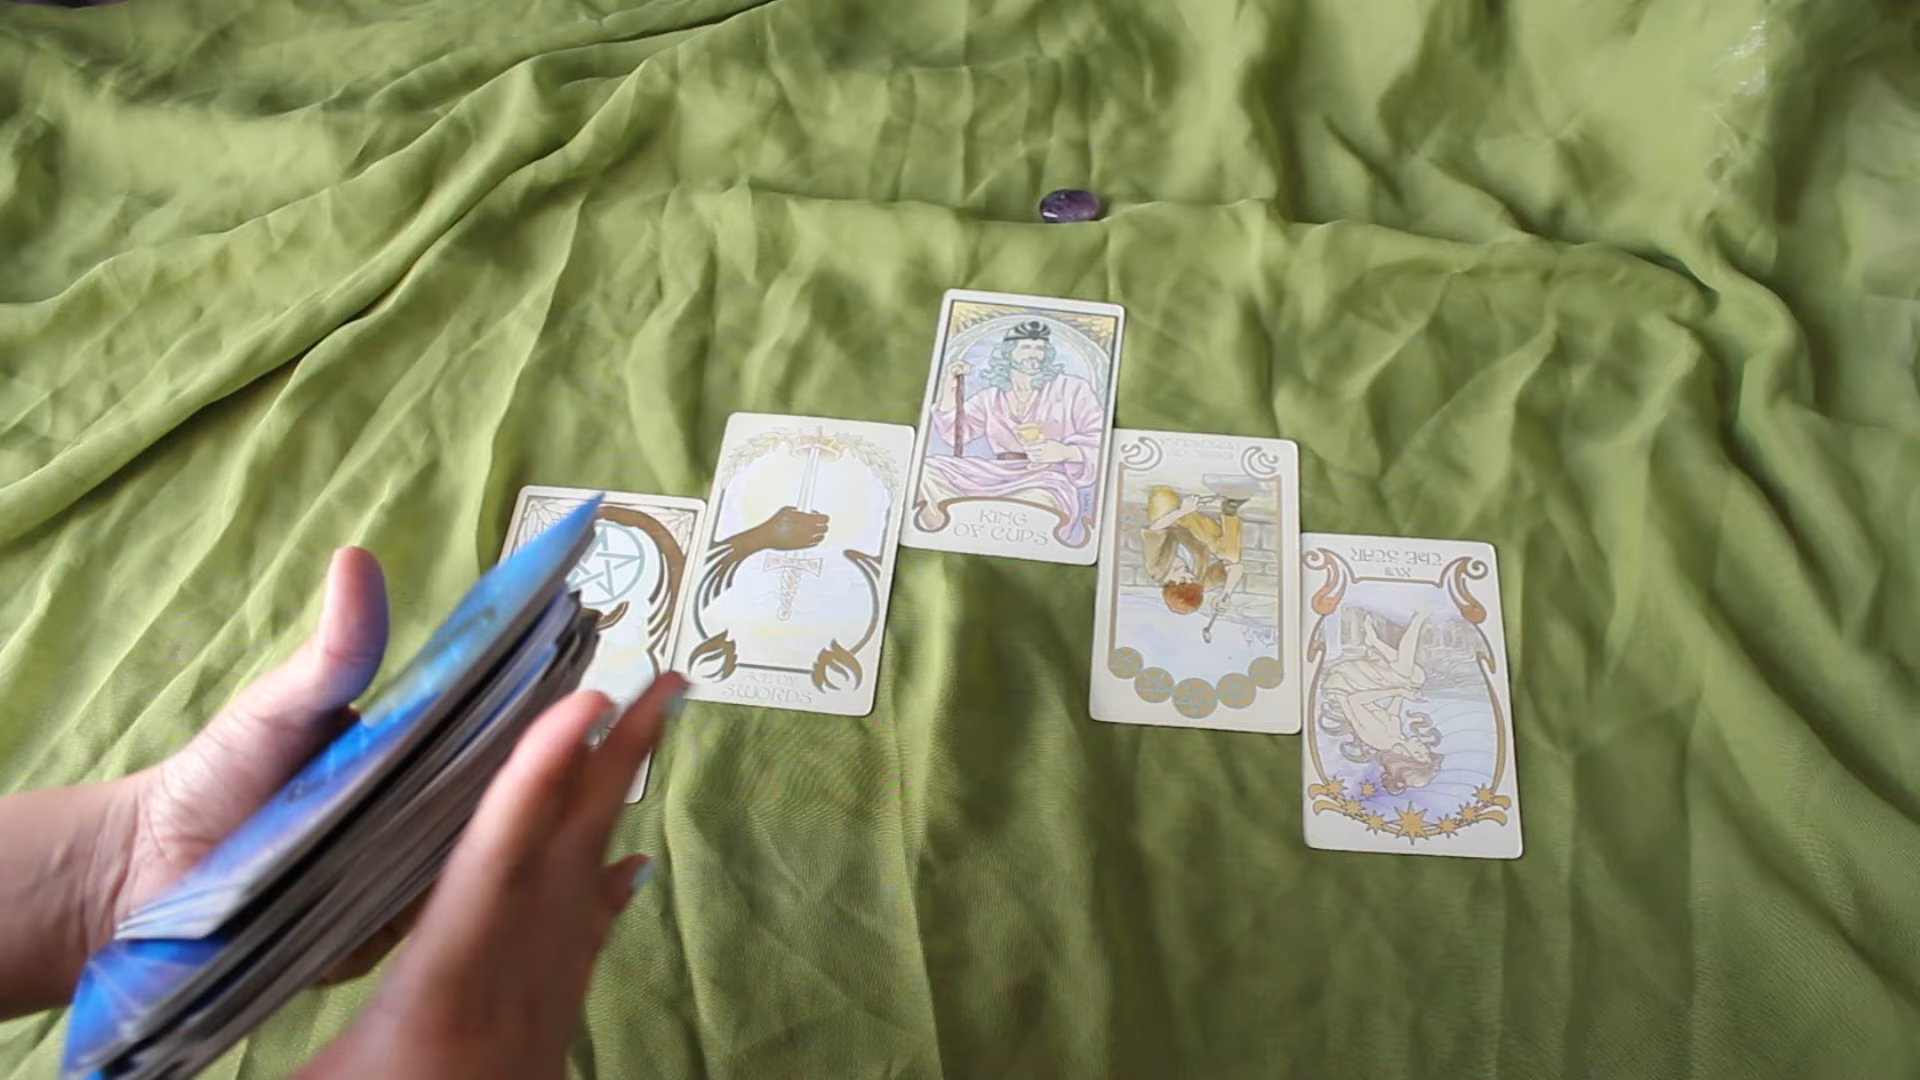 ACE OF
SWORDS
KING
OF CUPS
XVII
THE STAR